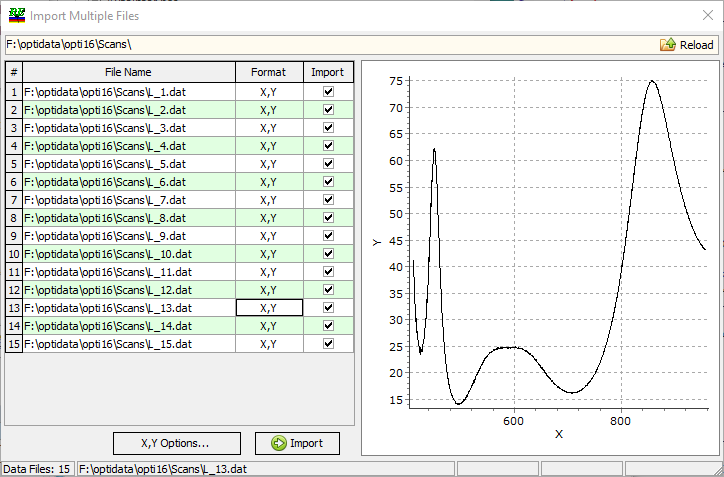 Import Multiple Files
F:\optidata\opti16\Scans\
Reload
# File Name Format Import
1 F:\optidata\opti16\Scans\L_1.dat X,Y
2 F:\optidata\opti16\Scans\L_2.dat X,Y
3 F:\optidata\opti16\Scans\L_3.dat X,Y
4 F:\optidata\opti16\Scans\L_4.dat X,Y
5 F:\optidata\opti16\Scans\L_5.dat X,Y
6 F:\optidata\opti16\Scans\L_6.dat X,Y
7 F:\optidata\opti16\Scans\L_7.dat X,Y
8 F:\optidata\opti16\Scans\L_8.dat X,Y
9 F:\optidata\opti16\Scans\L_9.dat X,Y
10 F:\optidata\opti16\Scans\L_10.dat X,Y
11 F:\optidata\opti16\Scans\L_11.dat X,Y
12 F:\optidata\opti16\Scans\L_12.dat X,Y
13 F:\optidata\opti16\Scans\L_13.dat X,Y
14 F:\optidata\opti16\Scans\L_14.dat X,Y
15 F:\optidata\opti16\Scans\L_15.dat X,Y
75
70
65
60
55
50
45
Y
40
35
30
25
20
15
600 800
X
X,Y Options...
Import
Data Files: 15
F:\optidata\opti16\Scans\L_13.dat